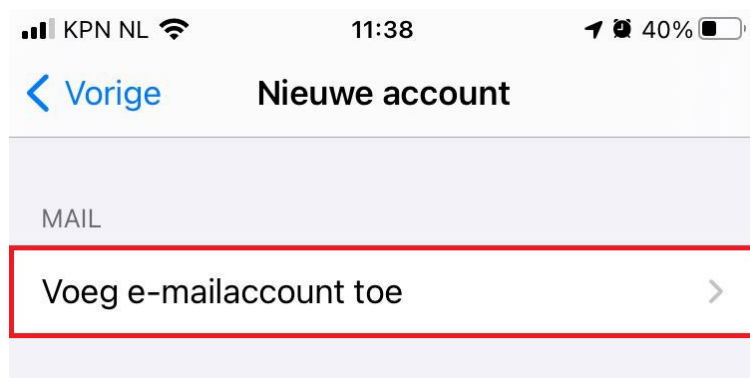 KPN NL 11:38 40%
Vorige Nieuwe account
MAIL
Voeg e-mailaccount toe